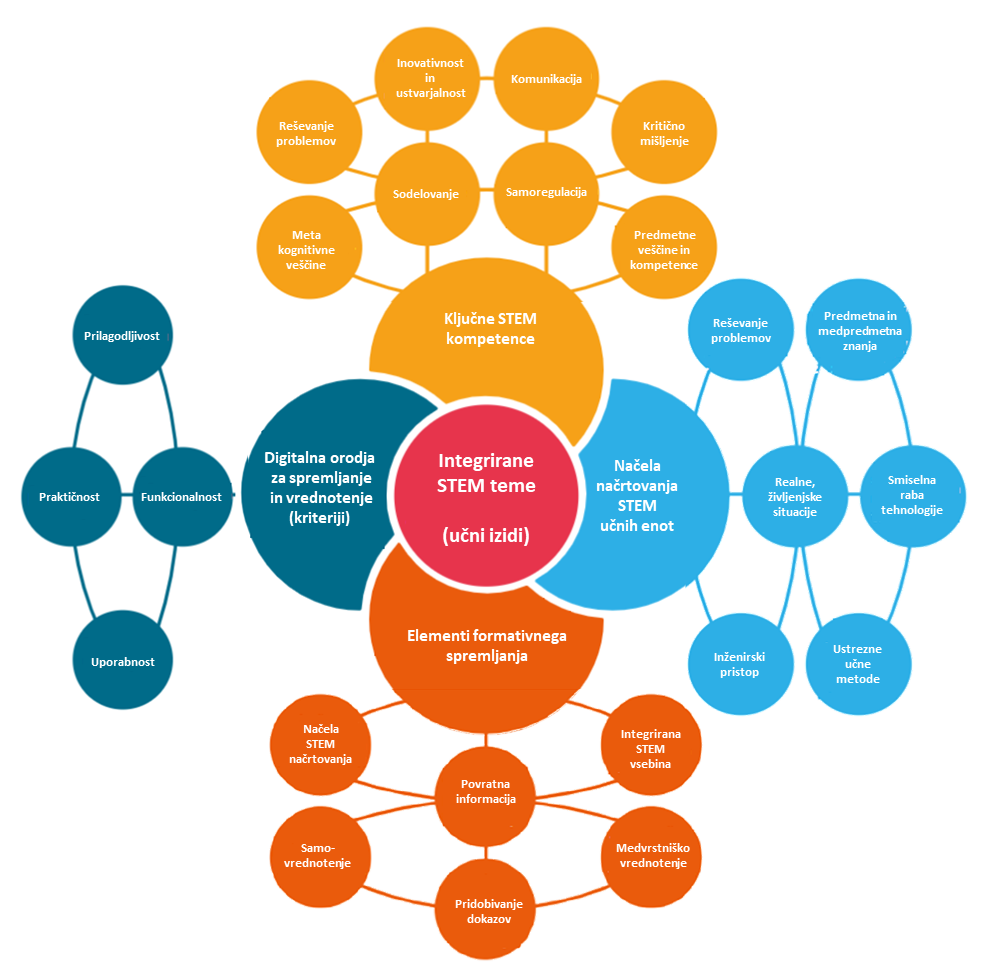 Inovativnost
in
ustvarjalnost
Komunikacija
Reševanje
problemov
Kritično
mišljenje
Sodelovanje
Samoregulacija
Meta
kognitivne
veščine
Predmetne
veščine in
kompetence
Ključne STEM
kompetence
Prilagodljivost
Praktičnost
Funkcionalnost
Uporabnost
Digitalna orodja
za spremljanje
in vrednotenje
(kriteriji)
Integrirane
STEM teme
(učni izidi)
Načela
načrtovanja
STEM
učnih enot
Reševanje
problemov
Predmetna in
medpredmetna
znanja
Realne,
življenjske
situacije
Smiselna
raba
tehnologije
Inženirski
pristop
Ustrezne
učne
metode
Elementi formativnega
spremljanja
Načela
STEM
načrtovanja
Integrirana
STEM
vsebina
Povratna
informacija
Samo-
vrednotenje
Medvrstniško
vrednotenje
Pridobivanje
dokazov